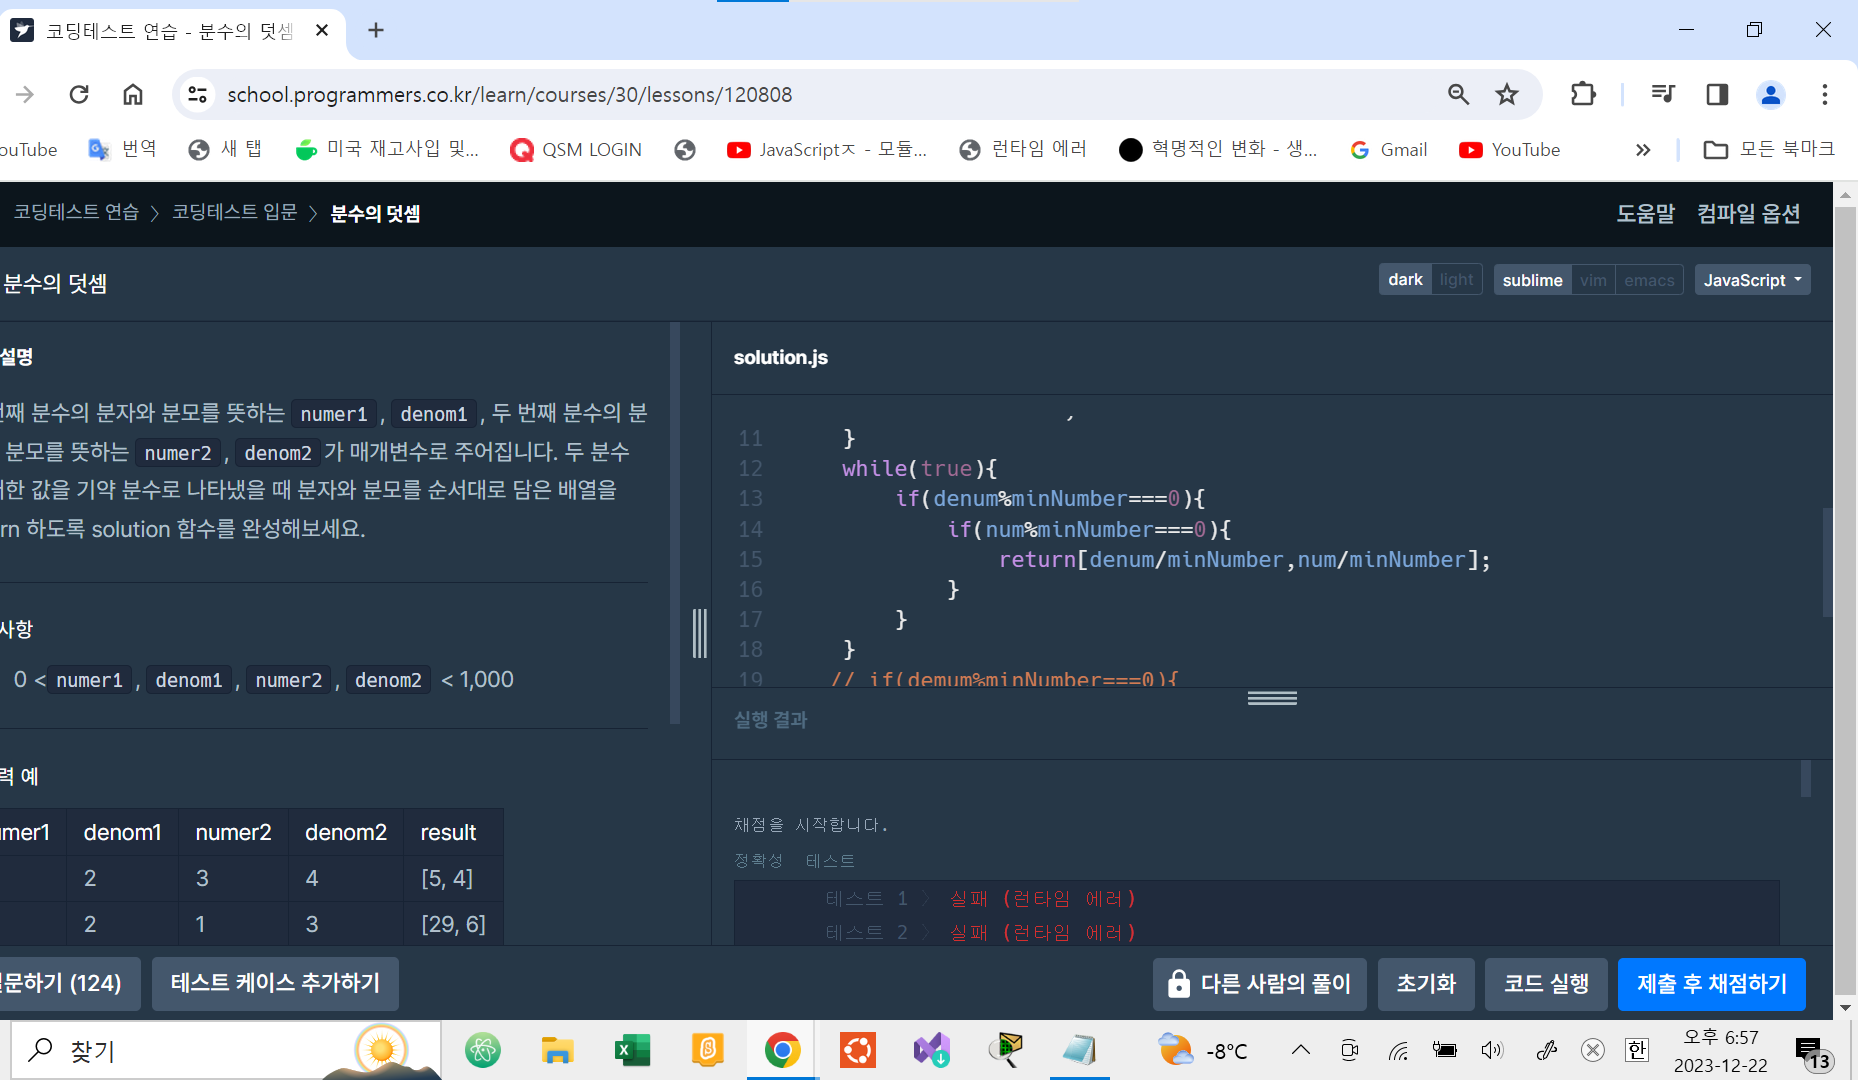 코딩테스트 연습 - 분수의 덧셈
school.programmers.co.kr/learn/courses/30/lessons/120808
ouTube 번역 새 탭 미국 재고사입 및... QSM LOGIN JavaScriptㅈ - 모듈... 런타임 에러 혁명적인 변화 - 생... Gmail YouTube » 모든 북마크
코딩테스트 연습 > 코딩테스트 입문 > 분수의 덧셈 도움말 컴파일 옵션
분수의 덧셈 dark light sublime vim emacs JavaScript
설명
번째 분수의 분자와 분모를 뜻하는 numer1, denom1, 두 번째 분수의 분
분모를 뜻하는 numer2, denom2가 매개변수로 주어집니다. 두 분수
한 값을 기약 분수로 나타냈을 때 분자와 분모를 순서대로 담은 배열을
rn 하도록 solution 함수를 완성해보세요.
사항
0 < numer1, denom1, numer2, denom2 < 1,000
력 예
umer1 denom1 numer2 denom2 result
2 3 4 [5, 4]
2 1 3 [29, 6]
solution.js
11 }
12 while(true){
13 if(denum%minNumber===0){
14 if(num%minNumber===0){
15 return[denum/minNumber,num/minNumber];
16 }
17 }
18 }
19 // if(demum%minNumber===0){
실행 결과
채점을 시작합니다.
정확성 테스트
테스트 1 > 실패 (런타임 에러)
테스트 2 > 실패 (런타임 에러)
문하기 (124) 테스트 케이스 추가하기 다른 사람의 풀이 초기화 코드 실행 제출 후 채점하기
찾기 -8°C 한 오후 6:57
2023-12-22 13